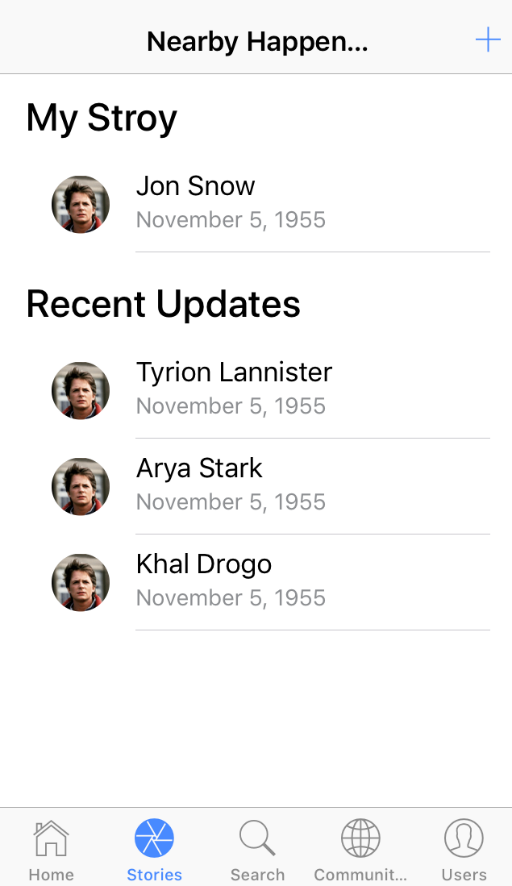 Nearby Happen...
My Stroy
Jon Snow
November 5, 1955
Recent Updates
Tyrion Lannister
November 5, 1955
Arya Stark
November 5, 1955
Khal Drogo
November 5, 1955
Home Stories Search Communit... Users